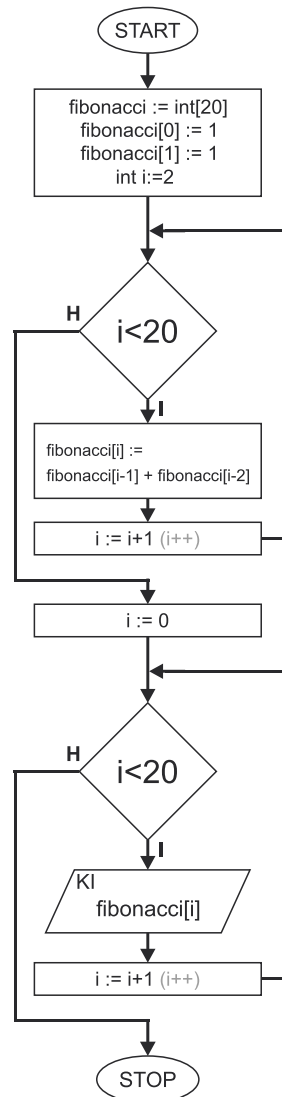 START
fibonacci := int[20]
fibonacci[0] := 1
fibonacci[1] := 1
int i:=2
H
i<20
I
fibonacci[i] :=
fibonacci[i-1] + fibonacci[i-2]
i := i+1 (i++)
i := 0
H
i<20
I
KI
fibonacci[i]
i := i+1 (i++)
STOP